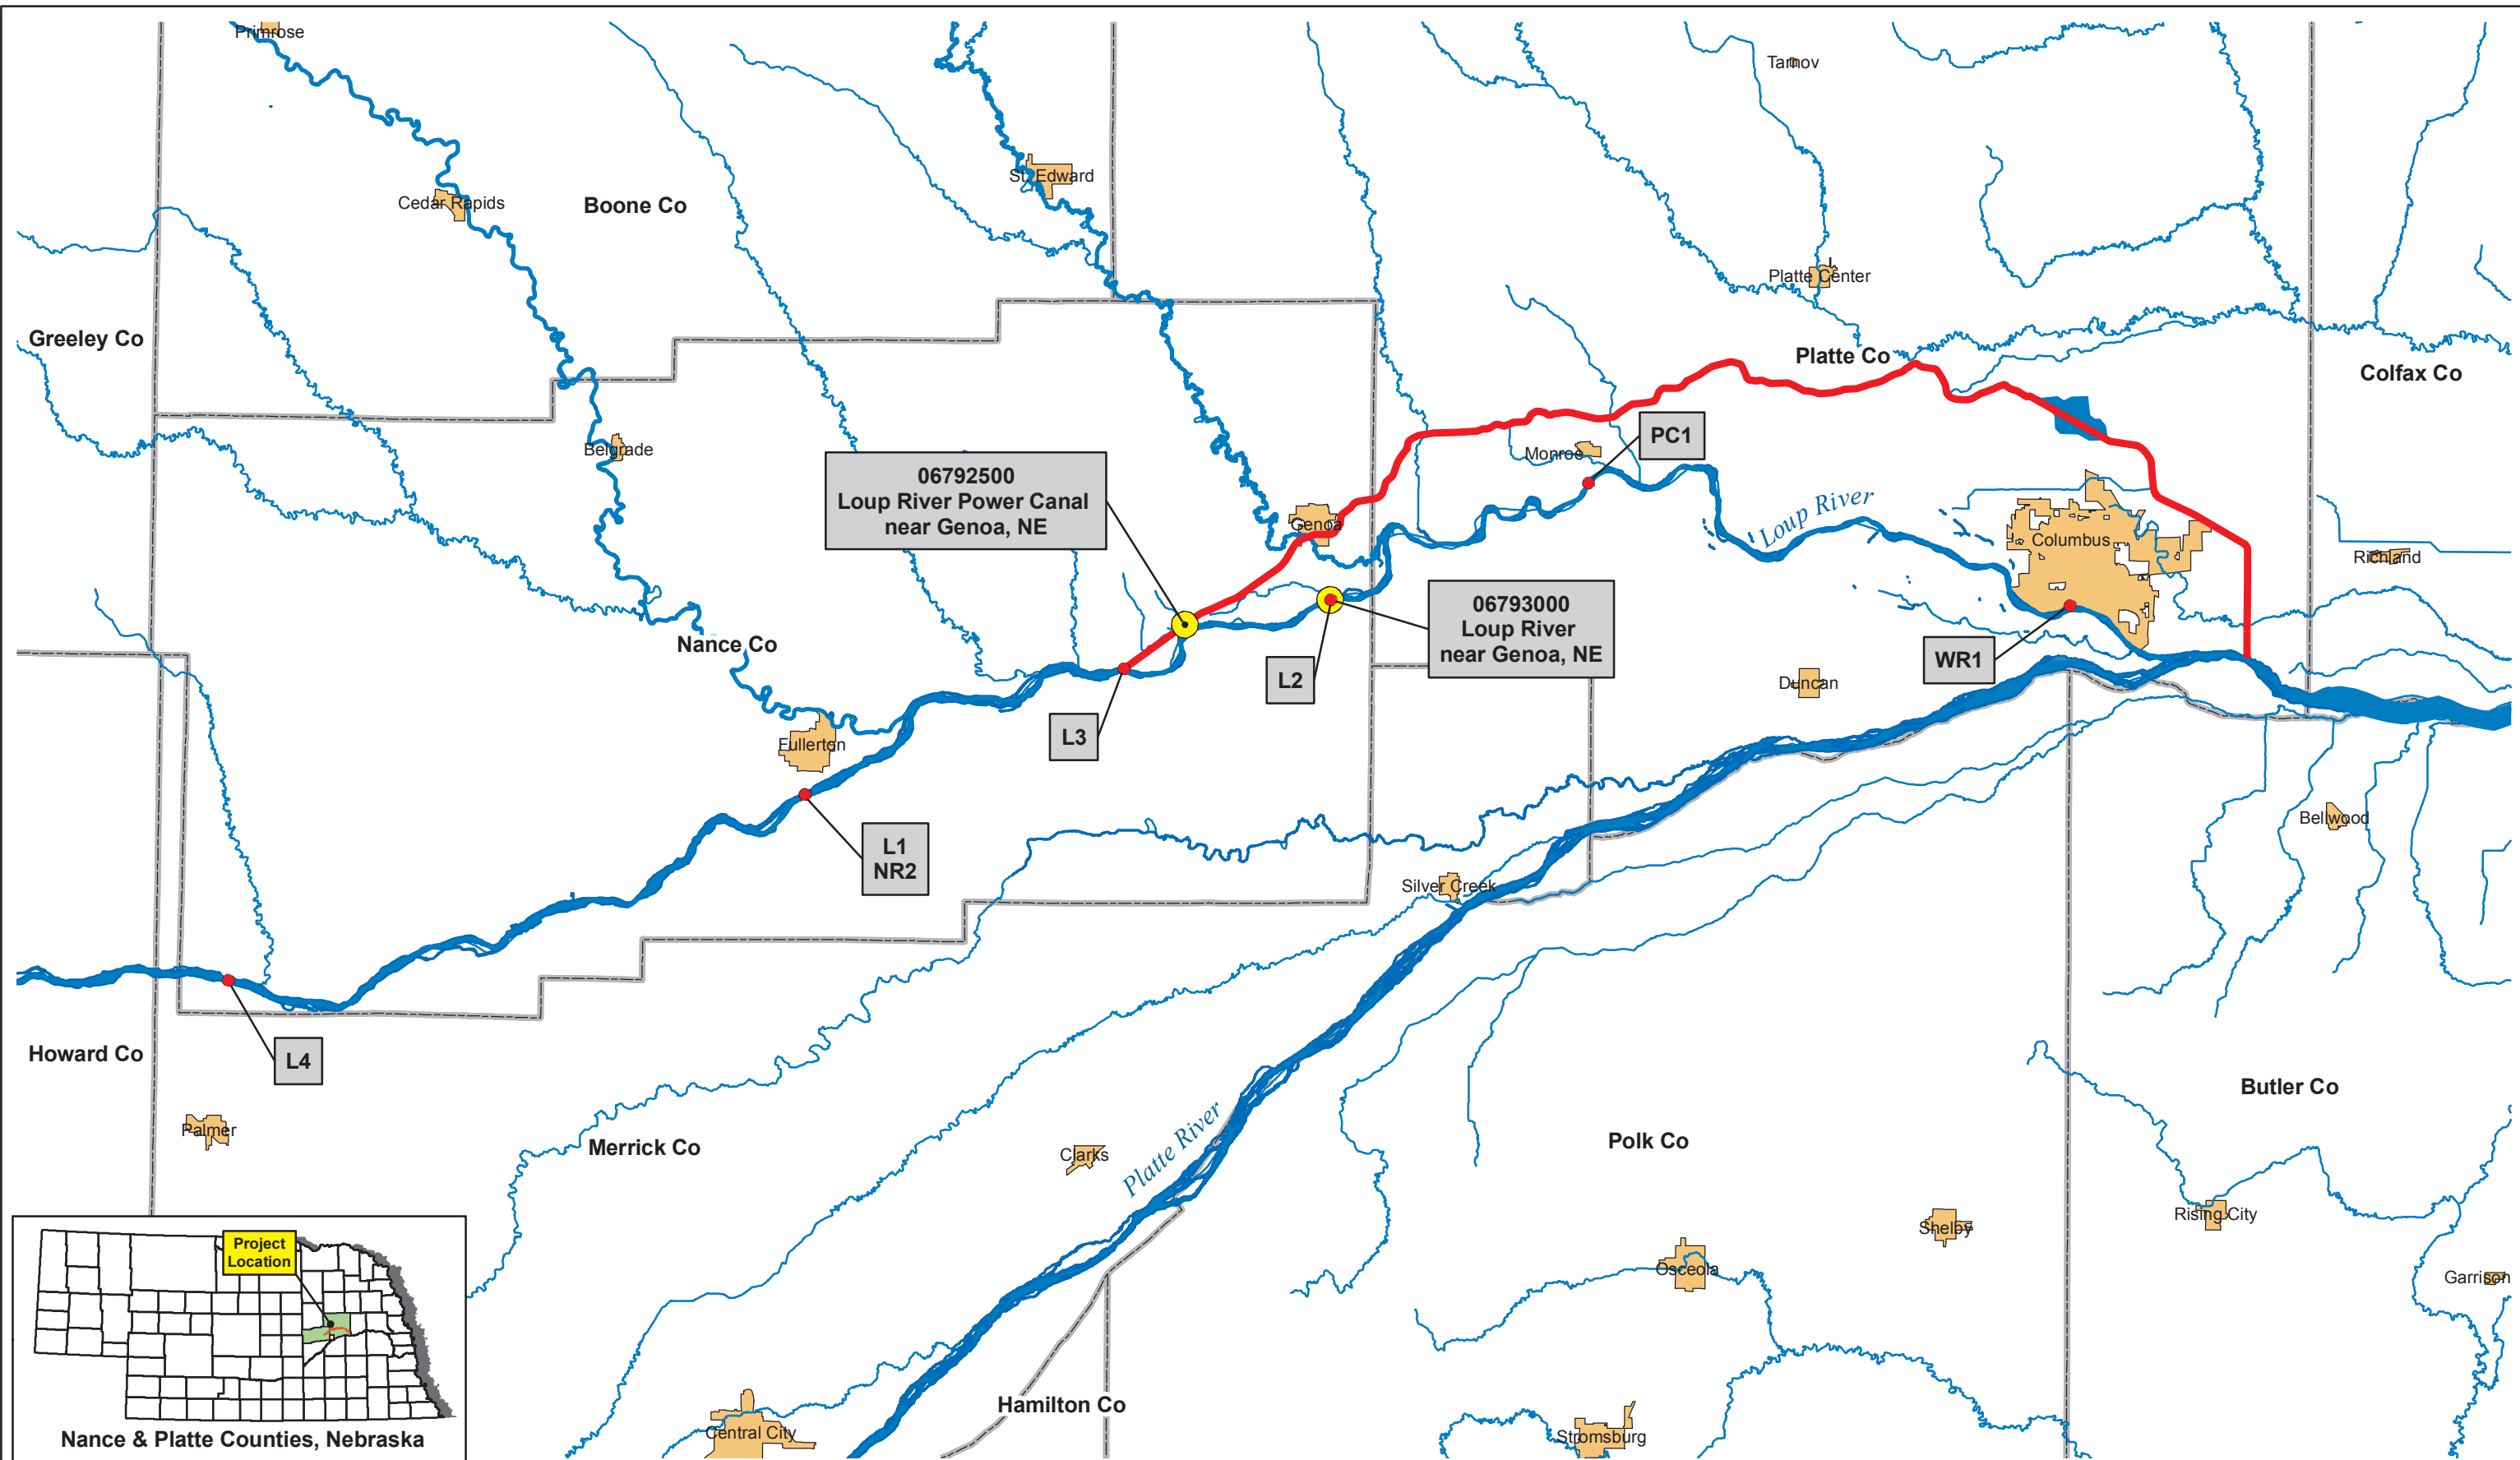 Primrose
Tarnov
St. Edward
Cedar Rapids
Boone Co
Platte Center
Greeley Co
Platte Co
Colfax Co
PC1
Belgrade
Monroe
06792500
Loup River Power Canal
near Genoa, NE
Loup River
Genoa
Columbus
Richland
06793000
Loup River
near Genoa, NE
Nance Co
L2
WR1
Duncan
L3
Fullerton
Bellwood
L1
NR2
Silver Creek
Howard Co
L4
Butler Co
Palmer
Merrick Co
Clarks
Platte River
Polk Co
Rising City
Shelby
Project
Location
Osceola
Garrison
Hamilton Co
Central City
Stromsburg
Nance & Platte Counties, Nebraska